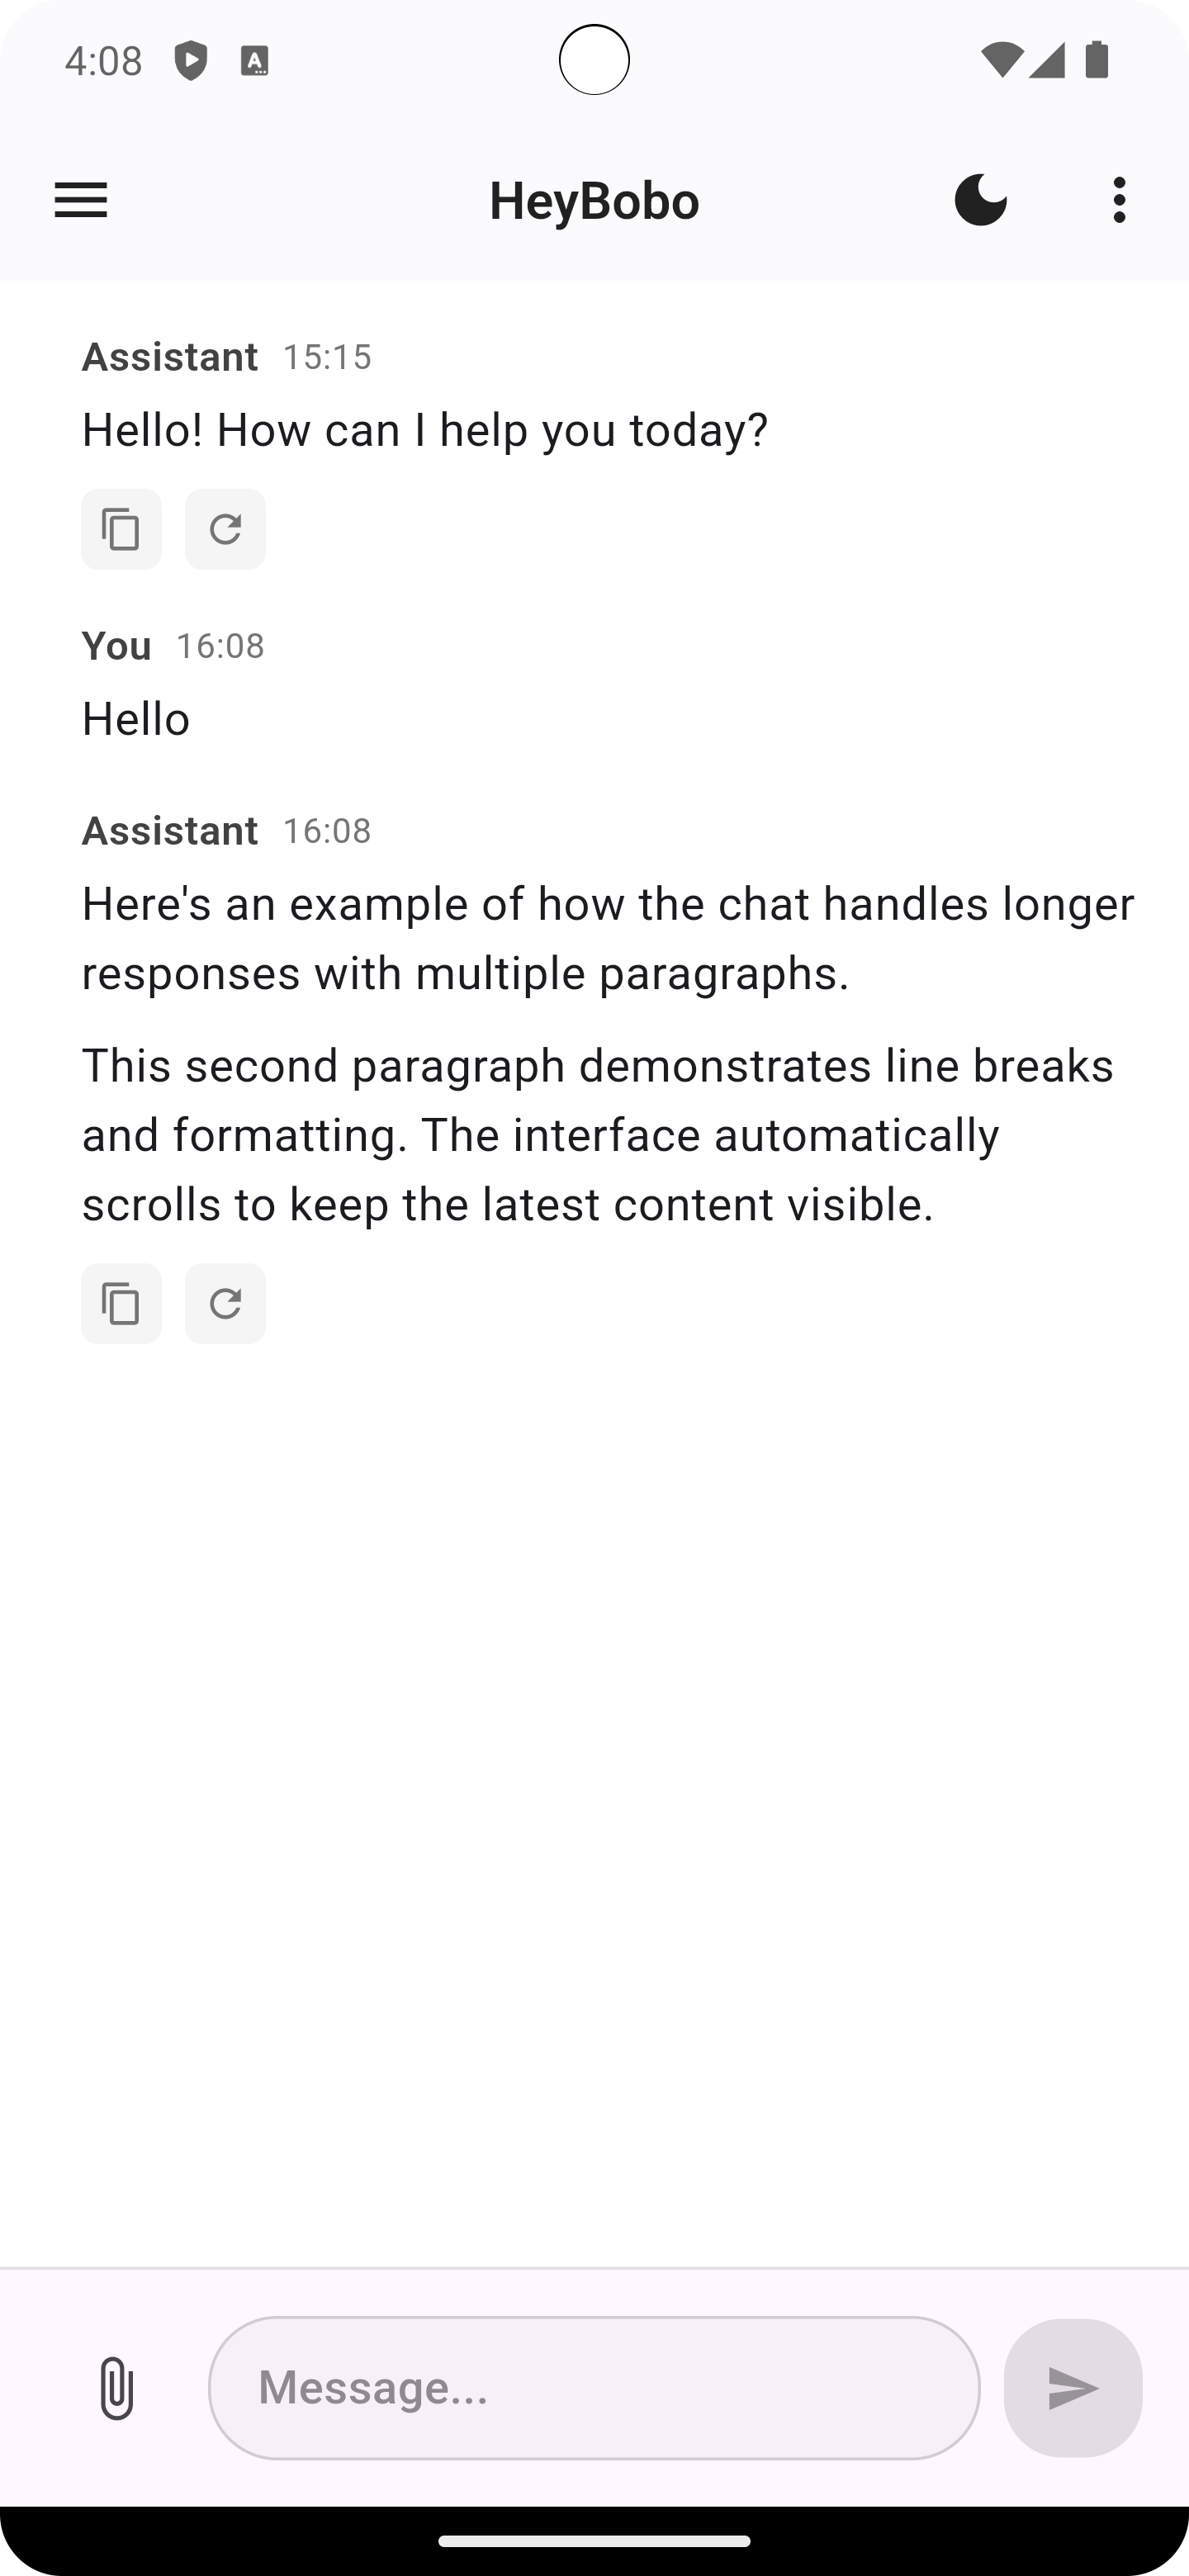 4:08
HeyBobo
Assistant 15:15
Hello! How can I help you today?
You 16:08
Hello
Assistant 16:08
Here's an example of how the chat handles longer
responses with multiple paragraphs.
This second paragraph demonstrates line breaks
and formatting. The interface automatically
scrolls to keep the latest content visible.
Message...